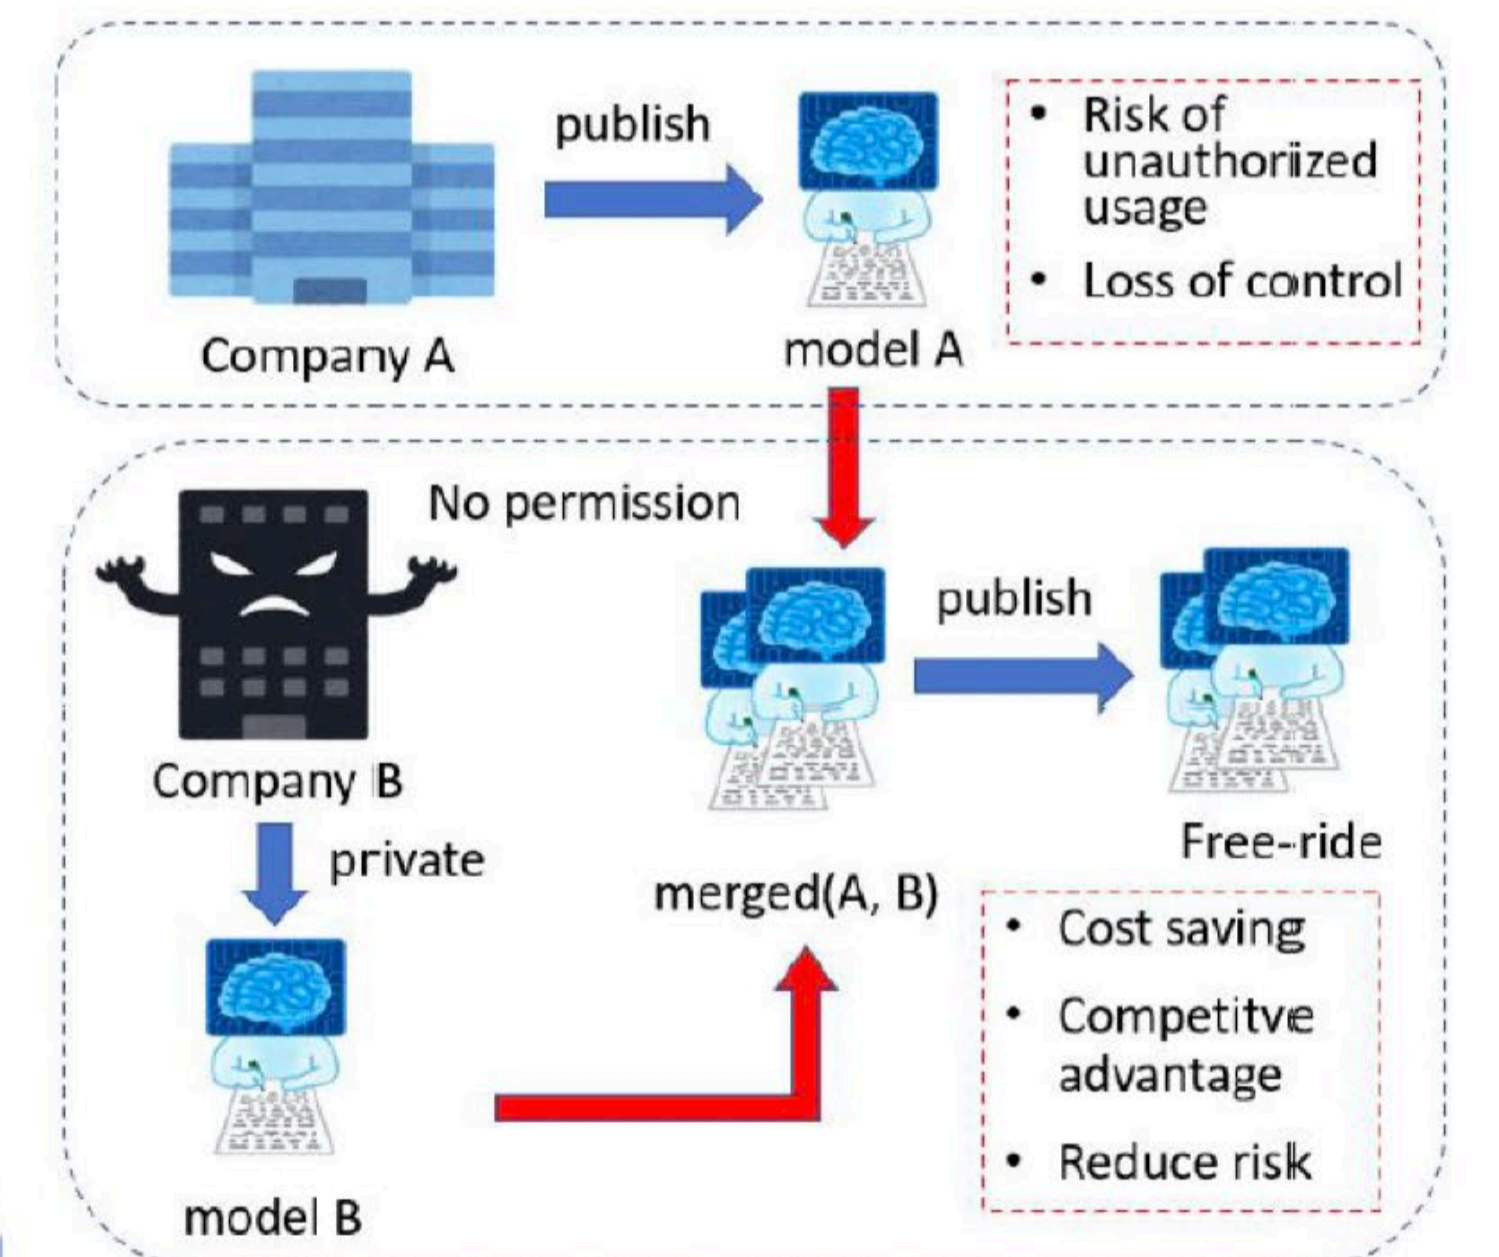 publish
• Risk of
unauthoriized
usage
• Loss of control
Company A
model A
No permission
publish
Company B
private
Free-ride
merged(A, B)
• Cost saving
• Competitve
advantage
• Reduce risk
model B